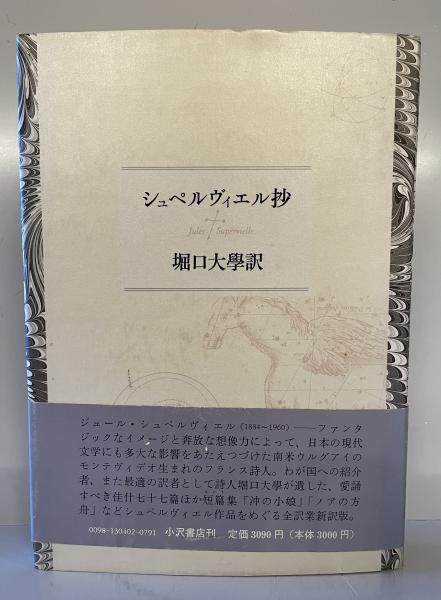 シュペルヴィエル抄
Jules Supervielle
堀口大學訳
ジュール・シュペルヴィエル（1884〜1960）――ファンタ
ジックなイメージと奔放な想像力によって、日本の現代
文学にも多大な影響をあたえつづけた南米ウルグアイの
モンテヴィデオ生まれのフランス詩人。わが国への紹介
者、また最適の訳者として詩人堀口大學が遺した、愛誦
すべき佳什七十七篇ほか短篇集「沖の小娘」「ノアの方
舟」などシュペルヴィエル作品をめぐる全訳業新訳版。
0098-130402-0791 小沢書店刊 定価3090円（本体3000円）